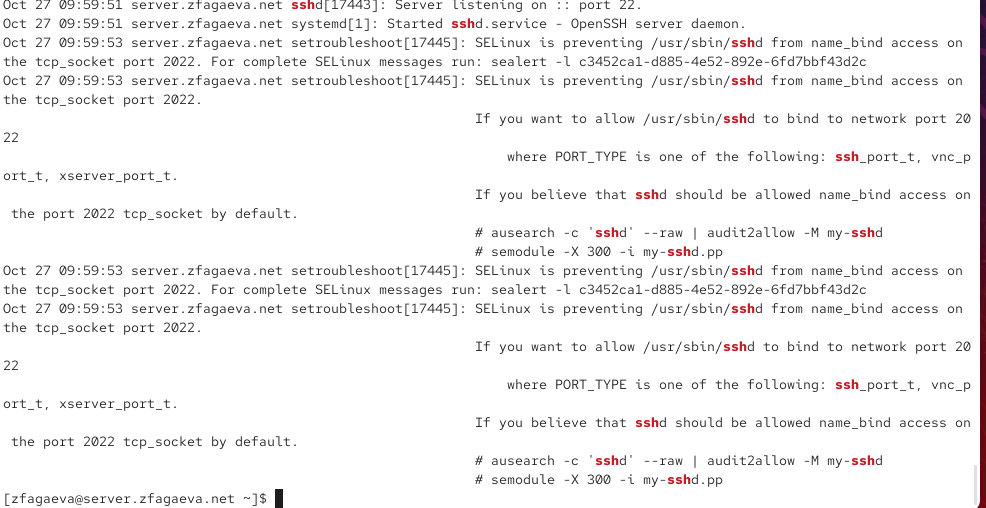 Oct 27 09:59:51 server.zfagaeva.net sshd[17443]: Server listening on :: port 22.
Oct 27 09:59:51 server.zfagaeva.net systemd[1]: Started sshd.service - OpenSSH server daemon.
Oct 27 09:59:53 server.zfagaeva.net setroubleshoot[17445]: SELinux is preventing /usr/sbin/sshd from name_bind access on
the tcp_socket port 2022. For complete SELinux messages run: sealert -l c3452ca1-d885-4e52-892e-6fd7bbf43d2c
Oct 27 09:59:53 server.zfagaeva.net setroubleshoot[17445]: SELinux is preventing /usr/sbin/sshd from name_bind access on
the tcp_socket port 2022.
If you want to allow /usr/sbin/sshd to bind to network port 20
22
where PORT_TYPE is one of the following: ssh_port_t, vnc_p
ort_t, xserver_port_t.
If you believe that sshd should be allowed name_bind access on
the port 2022 tcp_socket by default.
# ausearch -c 'sshd' --raw | audit2allow -M my-sshd
# semodule -X 300 -i my-sshd.pp
Oct 27 09:59:53 server.zfagaeva.net setroubleshoot[17445]: SELinux is preventing /usr/sbin/sshd from name_bind access on
the tcp_socket port 2022. For complete SELinux messages run: sealert -l c3452ca1-d885-4e52-892e-6fd7bbf43d2c
Oct 27 09:59:53 server.zfagaeva.net setroubleshoot[17445]: SELinux is preventing /usr/sbin/sshd from name_bind access on
the tcp_socket port 2022.
If you want to allow /usr/sbin/sshd to bind to network port 20
22
where PORT_TYPE is one of the following: ssh_port_t, vnc_p
ort_t, xserver_port_t.
If you believe that sshd should be allowed name_bind access on
the port 2022 tcp_socket by default.
# ausearch -c 'sshd' --raw | audit2allow -M my-sshd
# semodule -X 300 -i my-sshd.pp
[zfagaeva@server.zfagaeva.net ~]$